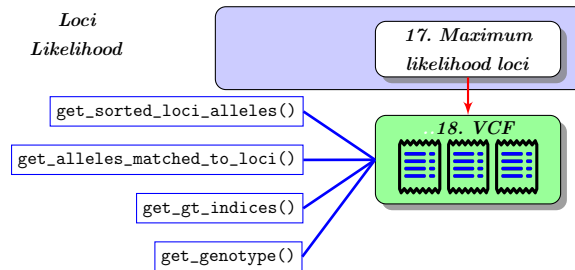 Loci
Likelihood
17. Maximum
likelihood loci
18. VCF
get_sorted_loci_alleles()
get_alleles_matched_to_loci()
get_gt_indices()
get_genotype()